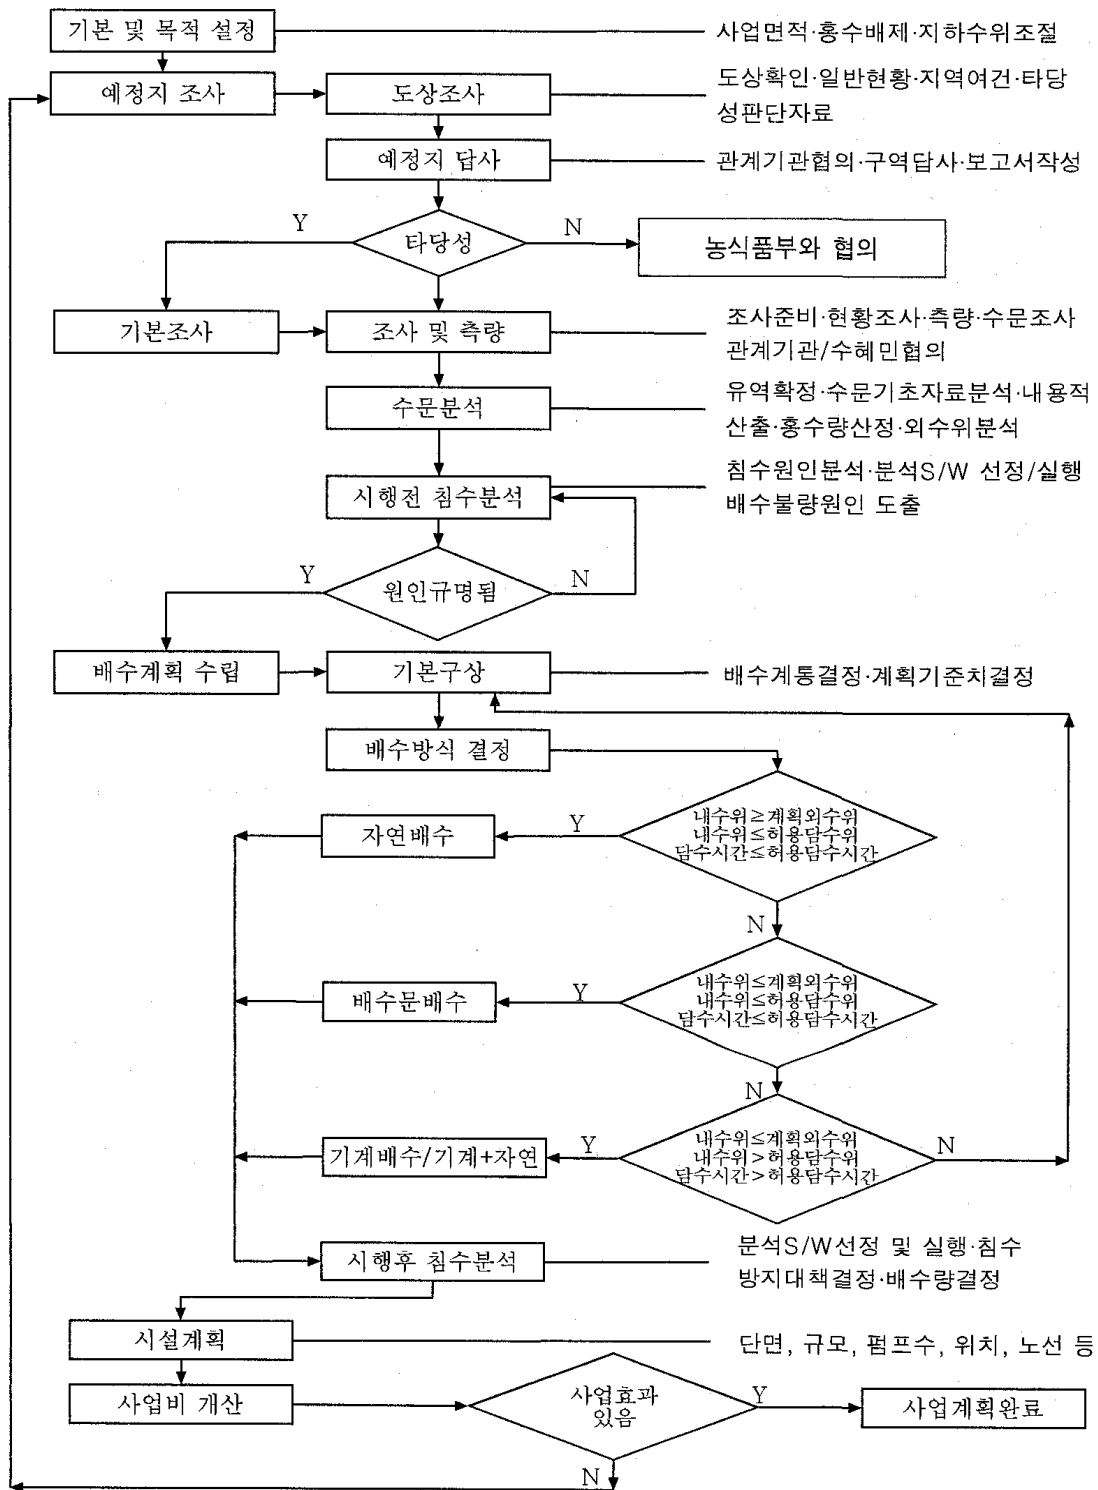 기본 및 목적 설정
사업면적·홍수배제·지하수위조절
예정지 조사
도상조사
도상확인·일반현황·지역여건·타당
성판단자료
예정지 답사
관계기관협의·구역답사·보고서작성
Y
타당성
N
농식품부와 협의
기본조사
조사 및 측량
조사준비·현황조사·측량·수문조사
관계기관/수혜민협의
수문분석
유역확정·수문기초자료분석·내용적
산출·홍수량산정·외수위분석
시행전 침수분석
침수원인분석·분석S/W 선정/실행
배수불량원인 도출
Y
원인규명됨
N
배수계획 수립
기본구상
배수계통결정·계획기준치결정
배수방식 결정
자연배수
Y
내수위≥계획외수위
내수위≤허용담수위
담수시간≤허용담수시간
N
배수문배수
Y
내수위≤계획외수위
내수위≤허용담수위
담수시간≤허용담수시간
N
기계배수/기계+자연
Y
내수위≤계획외수위
내수위>허용담수위
담수시간>허용담수시간
N
시행후 침수분석
분석S/W선정 및 실행·침수
방지대책결정·배수량결정
시설계획
단면, 규모, 펌프수, 위치, 노선 등
사업비 개산
사업효과
있음
Y
사업계획완료
N